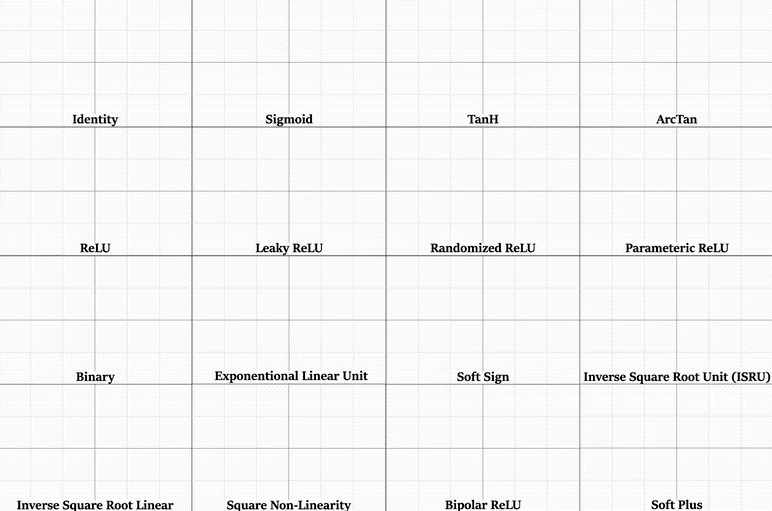 Identity
Sigmoid
TanH
ArcTan
ReLU
Leaky ReLU
Randomized ReLU
Parameteric ReLU
Binary
Exponentional Linear Unit
Soft Sign
Inverse Square Root Unit (ISRU)
Inverse Square Root Linear
Square Non-Linearity
Bipolar ReLU
Soft Plus